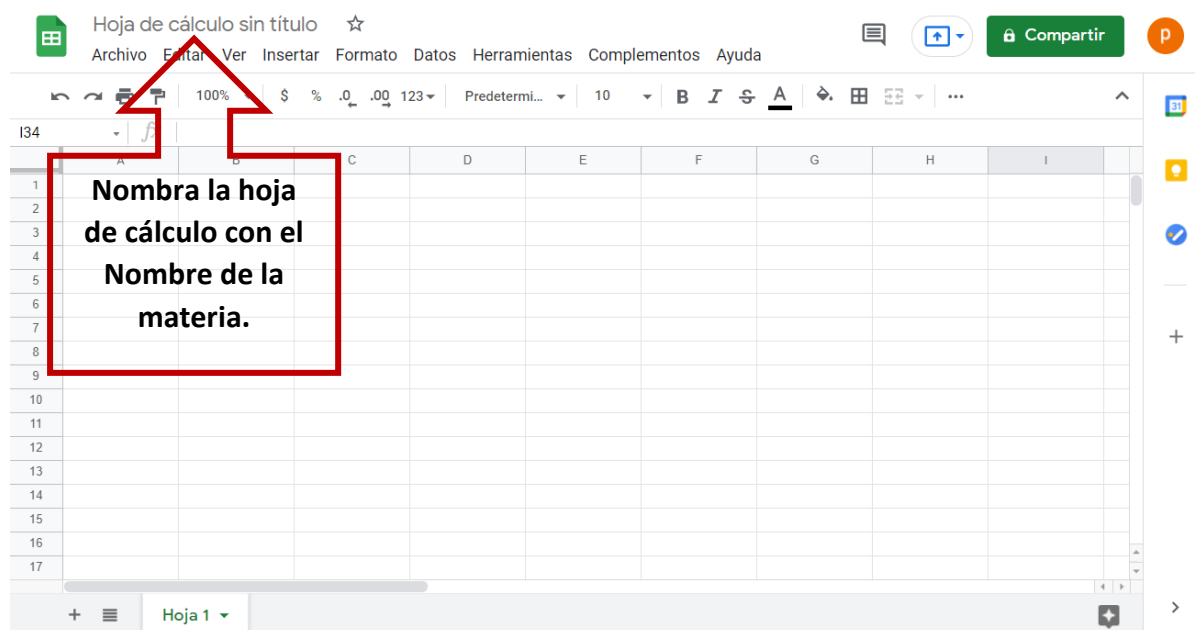 Hoja de cálculo sin título
Archivo Editar Ver Insertar Formato Datos Herramientas Complementos Ayuda
Compartir
p
100% $ % .0 .00 123 Predetermi... 10 B I S A
31
I34 fx
A B C D E F G H I
1
2
3
4
5
6
7
8
9
10
11
12
13
14
15
16
17
Nombra la hoja
de cálculo con el
Nombre de la
materia.
Hoja 1